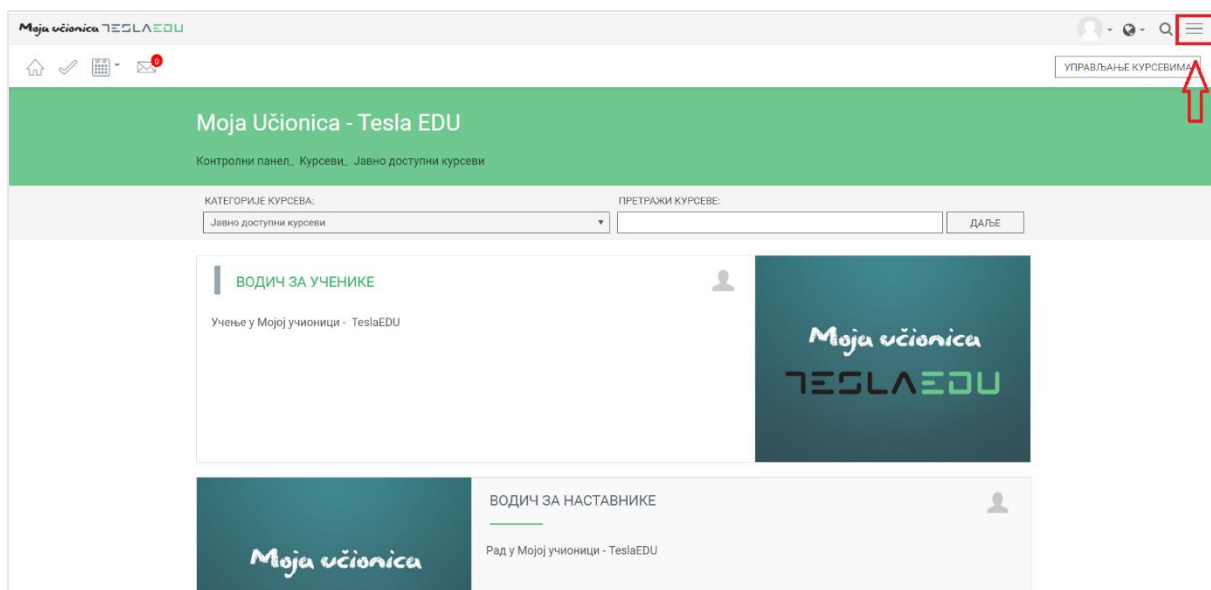 Moja učionica TESLAEDU
0
УПРАВЉАЊЕ КУРСЕВИМА
Moja Učionica - Tesla EDU
Контролни панел_ Курсеви_ Јавно доступни курсеви
КАТЕГОРИЈЕ КУРСЕВА:
ПРЕТРАЖИ КУРСЕВЕ:
Јавно доступни курсеви
ДАЉЕ
ВОДИЧ ЗА УЧЕНИКЕ
Учење у Мојој учионици - TeslaEDU
Moja učionica
TESLAEDU
ВОДИЧ ЗА НАСТАВНИКЕ
Рад у Мојој учионици - TeslaEDU
Moja učionica